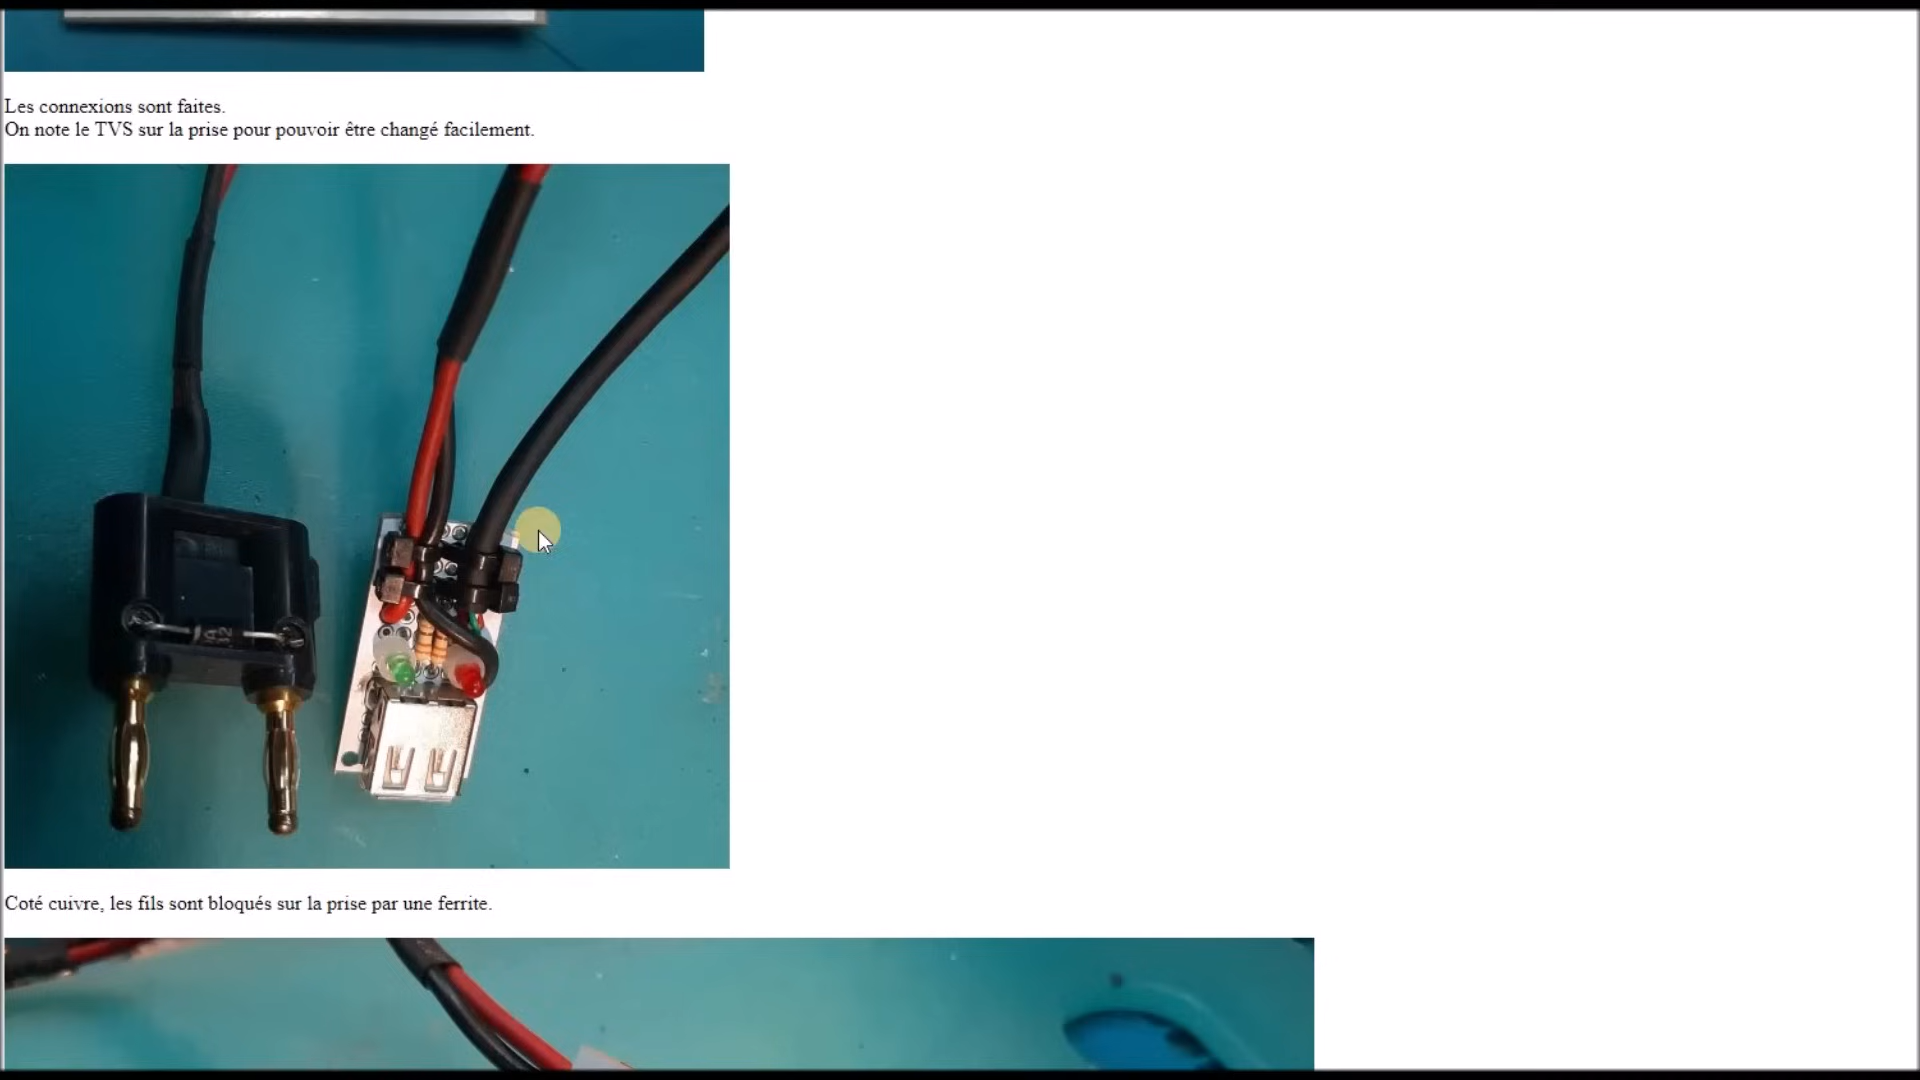 Les connexions sont faites.
On note le TVS sur la prise pour pouvoir être changé facilement.
Coté cuivre, les fils sont bloqués sur la prise par une ferrite.